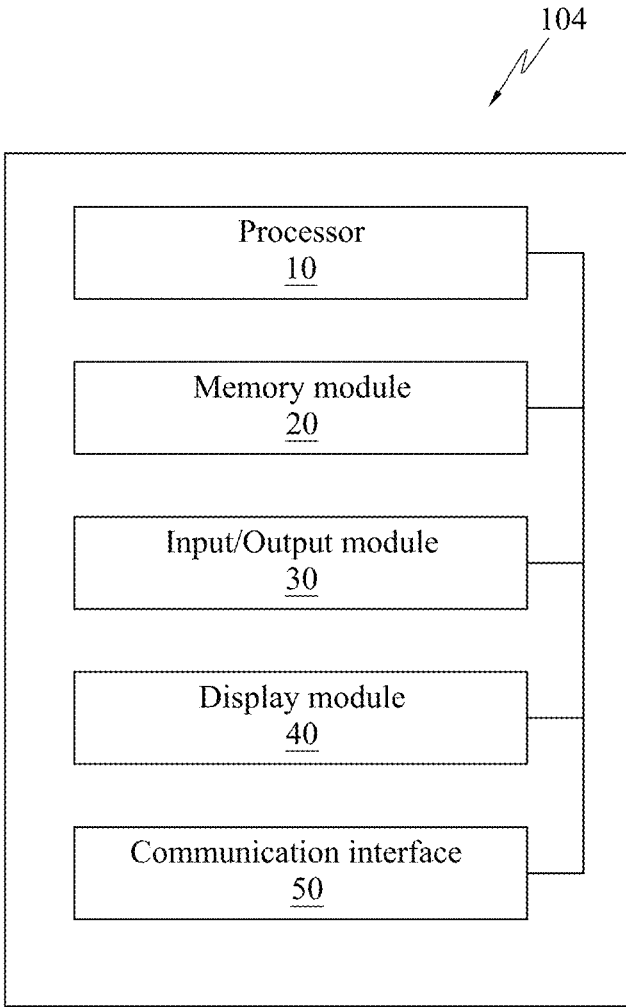 104
Processor
10
Memory module
20
Input/Output module
30
Display module
40
Communication interface
50